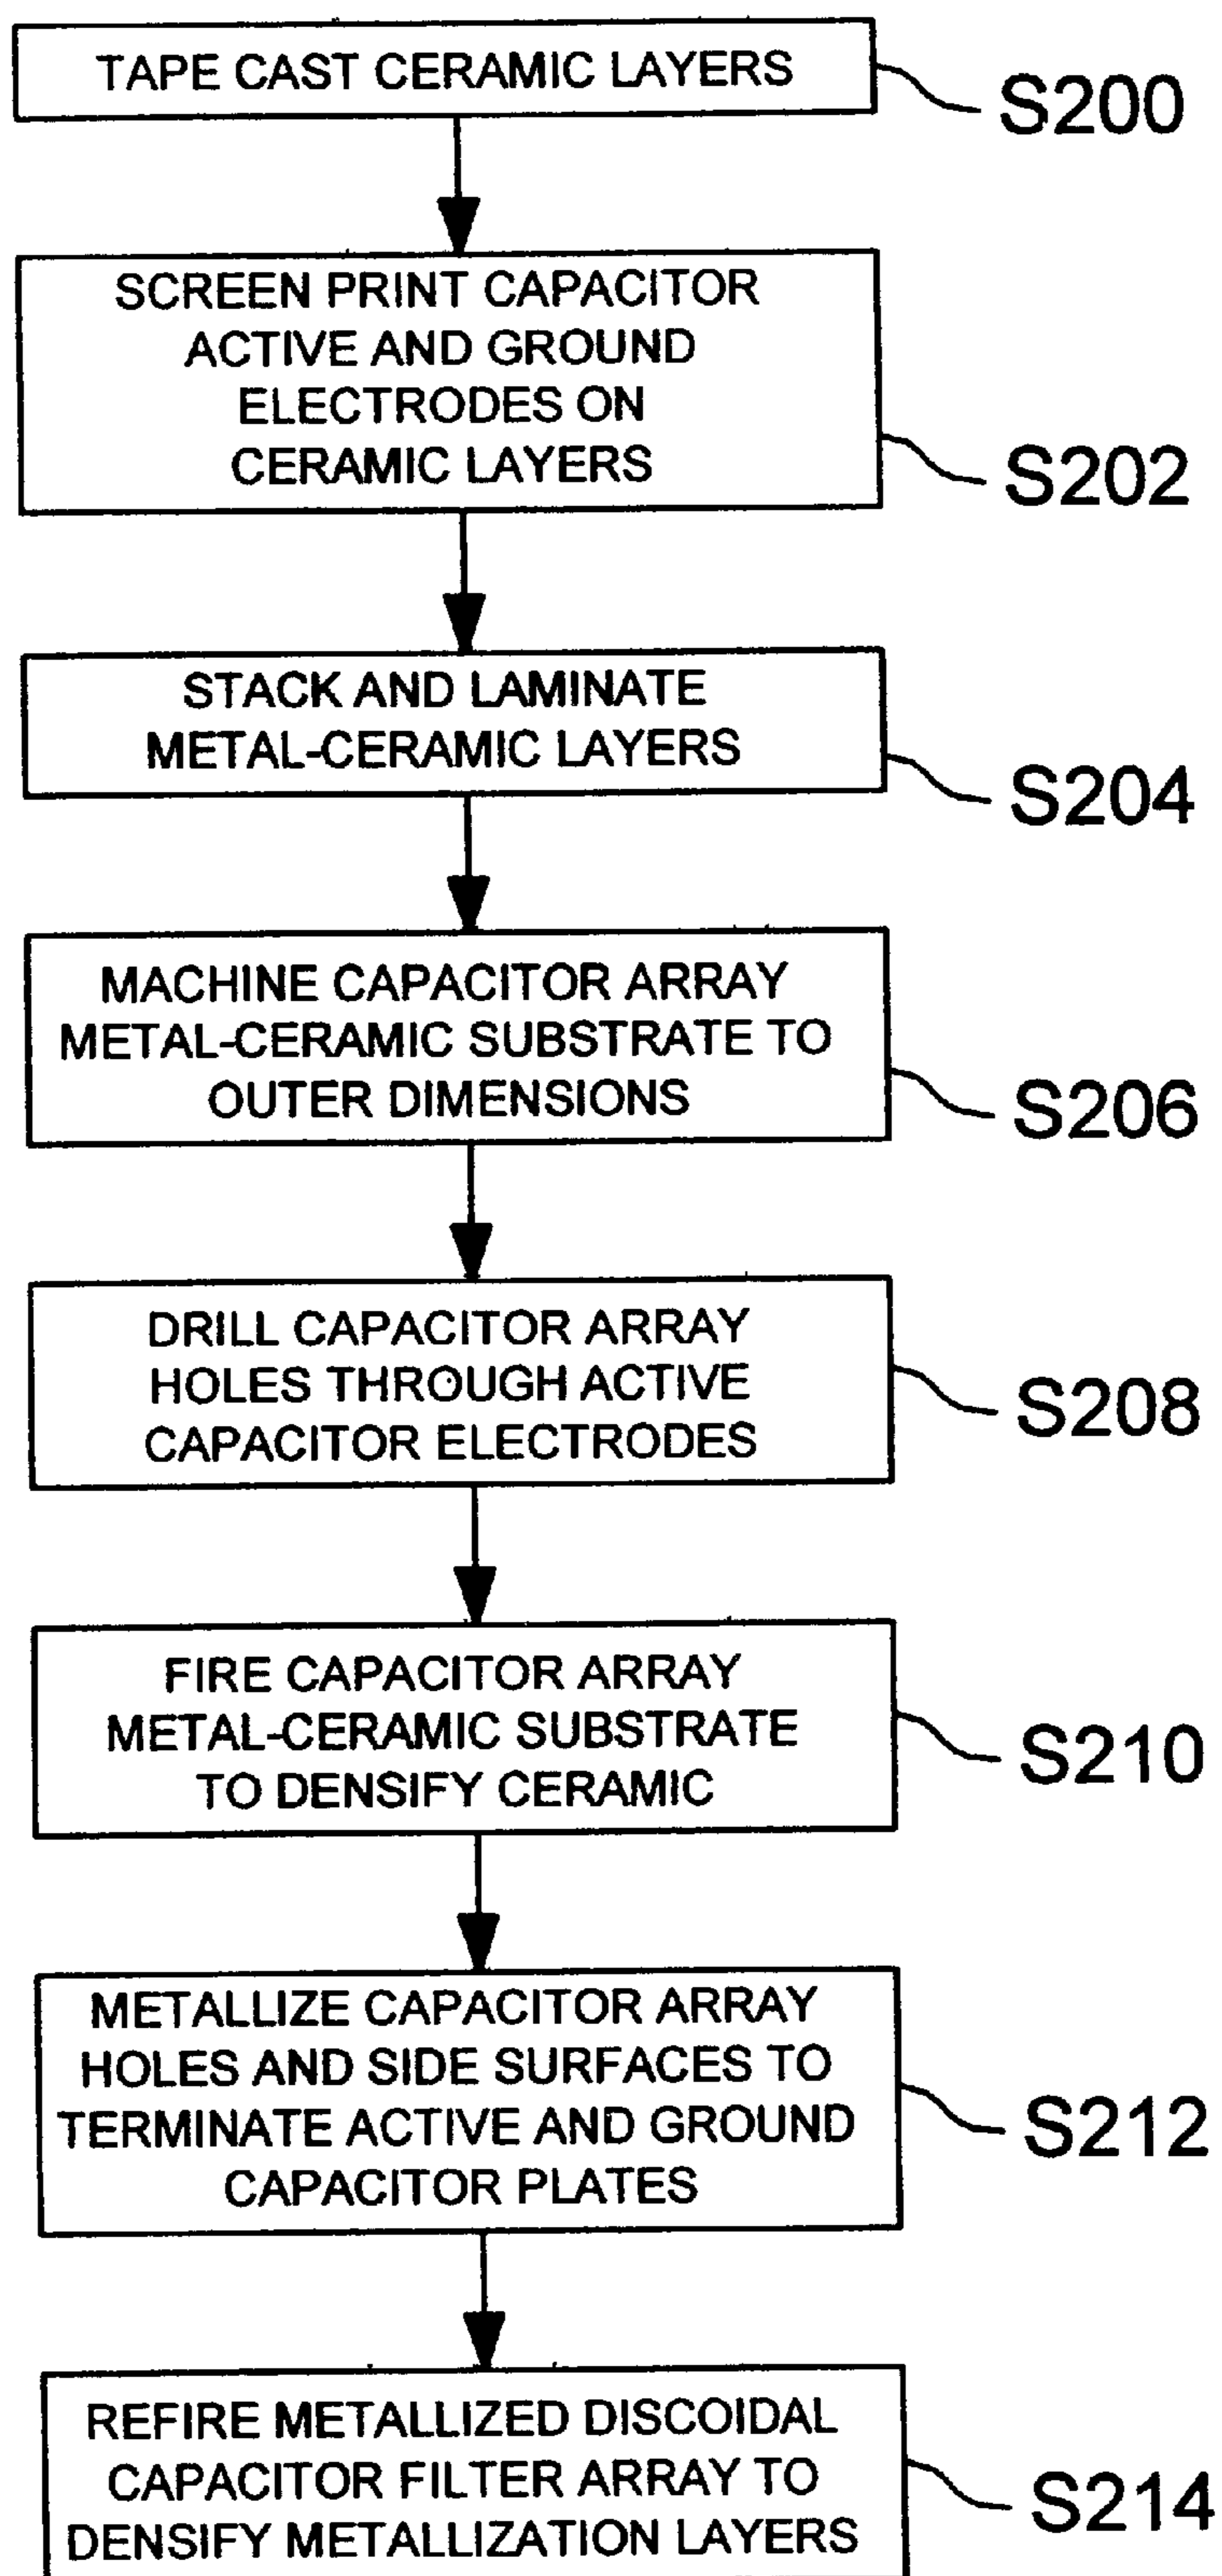 TAPE CAST CERAMIC LAYERS
S200
SCREEN PRINT CAPACITOR
ACTIVE AND GROUND
ELECTRODES ON
CERAMIC LAYERS
S202
STACK AND LAMINATE
METAL-CERAMIC LAYERS
S204
MACHINE CAPACITOR ARRAY
METAL-CERAMIC SUBSTRATE TO
OUTER DIMENSIONS
S206
DRILL CAPACITOR ARRAY
HOLES THROUGH ACTIVE
CAPACITOR ELECTRODES
S208
FIRE CAPACITOR ARRAY
METAL-CERAMIC SUBSTRATE
TO DENSIFY CERAMIC
S210
METALLIZE CAPACITOR ARRAY
HOLES AND SIDE SURFACES TO
TERMINATE ACTIVE AND GROUND
CAPACITOR PLATES
S212
REFIRE METALLIZED DISCOIDAL
CAPACITOR FILTER ARRAY TO
DENSIFY METALLIZATION LAYERS
S214